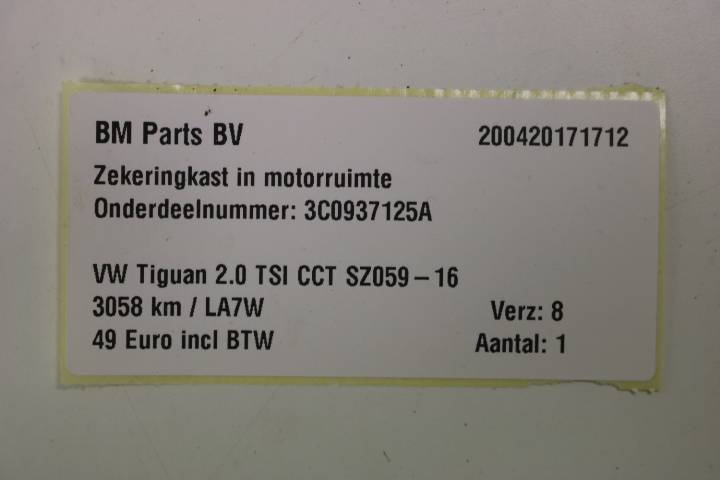 BM Parts BV 200420171712
Zekeringkast in motorruimte
Onderdeelnummer: 3C0937125A
VW Tiguan 2.0 TSI CCT SZ059 – 16
3058 km / LA7W Verz: 8
49 Euro incl BTW Aantal: 1